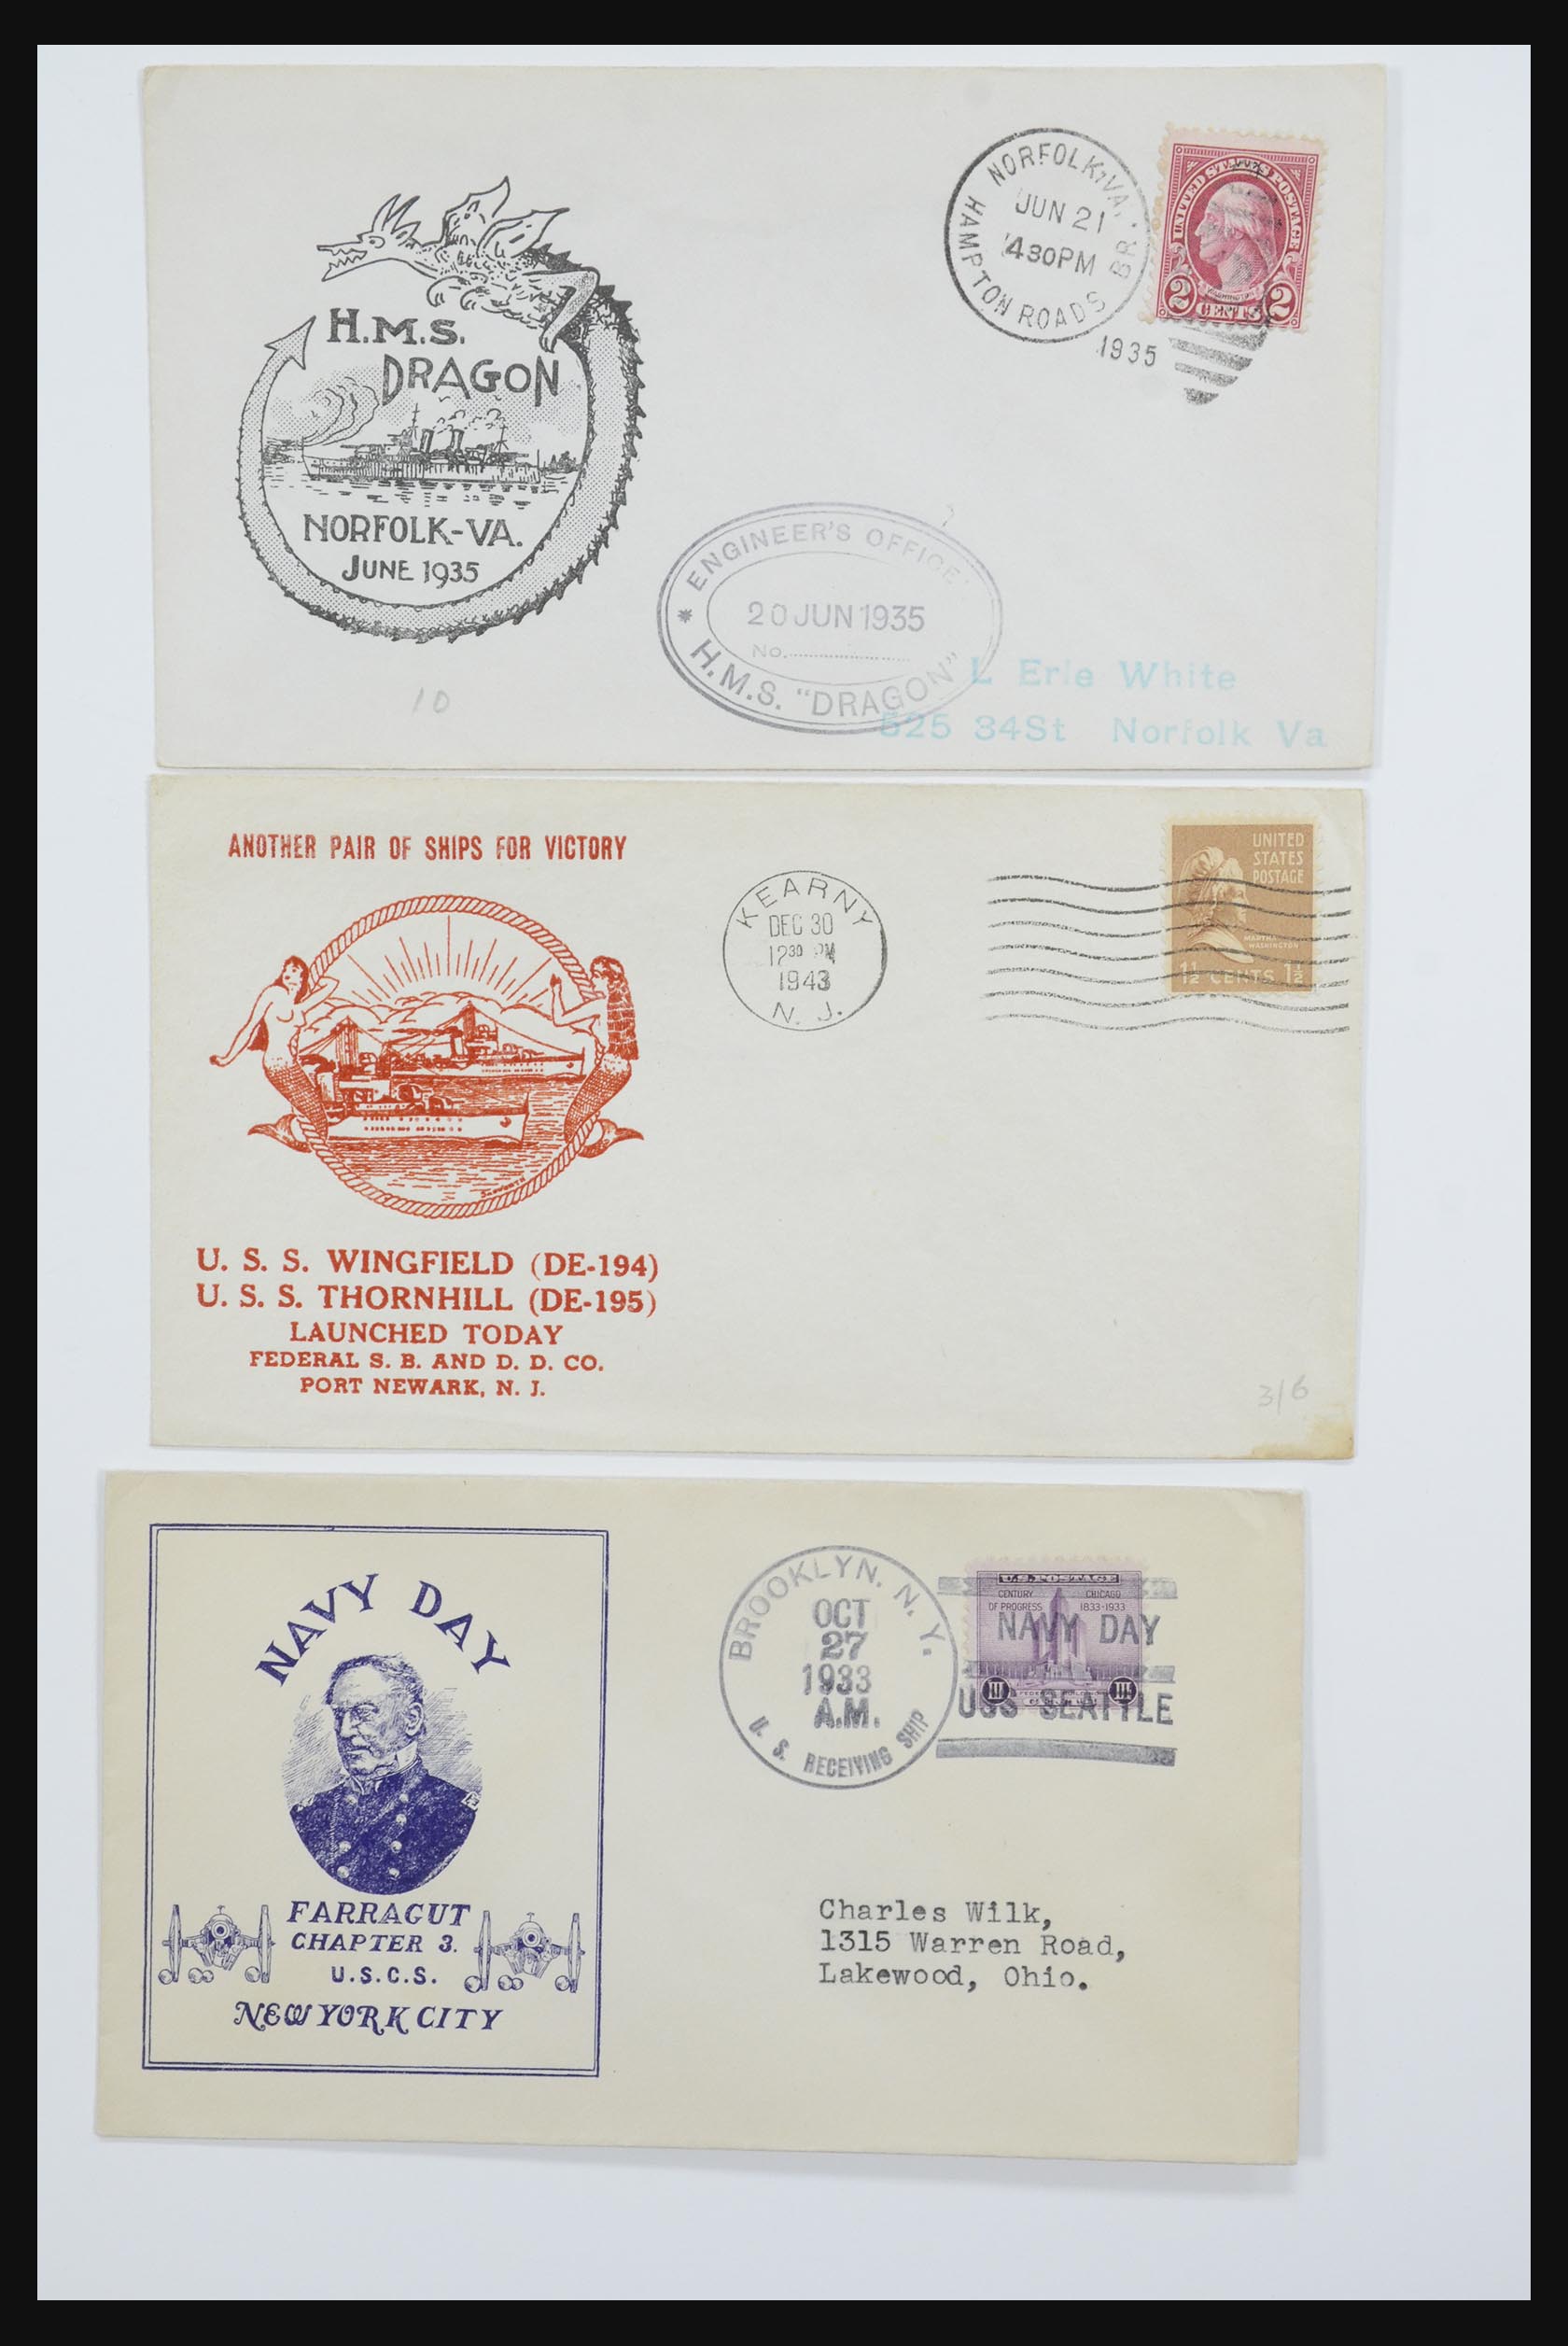 H.M.S.
DRAGON
NORFOLK-VA.
JUNE 1935
10
NORFOLK, VA.
JUN 21
430PM
HAMPTON ROADS BR.
1935
UNITED STATES POSTAGE
WASHINGTON
2 CENTS 2
ENGINEER'S OFFICE
20 JUN 1935
No.
H.M.S. "DRAGON"
L Erle White
525 34St Norfolk Va
ANOTHER PAIR OF SHIPS FOR VICTORY
KEARNY
DEC 30
12 30 PM
1943
N. J.
UNITED
STATES
POSTAGE
MARTHA
WASHINGTON
1½ CENTS 1½
U. S. S. WINGFIELD (DE-194)
U. S. S. THORNHILL (DE-195)
LAUNCHED TODAY
FEDERAL S. B. AND D. D. CO.
PORT NEWARK, N. J.
3/6
NAVY DAY
FARRAGUT
CHAPTER 3.
U.S.C.S.
NEW YORK CITY
BROOKLYN, N. Y.
OCT
27
1933
A.M.
U. S. RECEIVING SHIP
U.S. POSTAGE
CENTURY CHICAGO
OF PROGRESS 1833-1933
NAVY DAY
USS SEATTLE
III III
Charles Wilk,
1315 Warren Road,
Lakewood, Ohio.